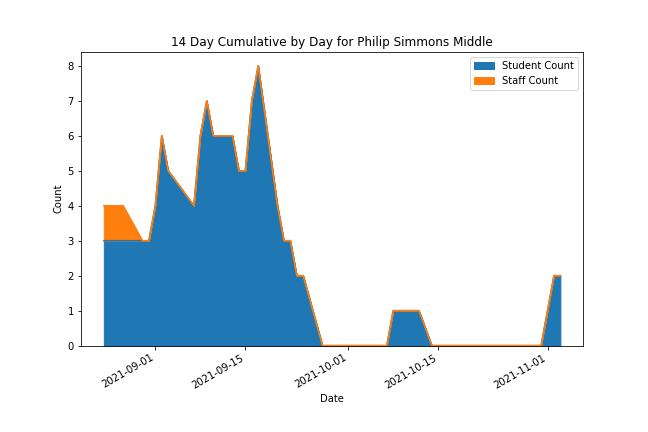 14 Day Cumulative by Day for Philip Simmons Middle
Student Count
Staff Count
8
7
6
5
4
3
2
1
0
Count
2021-09-01
2021-09-15
2021-10-01
2021-10-15
2021-11-01
Date